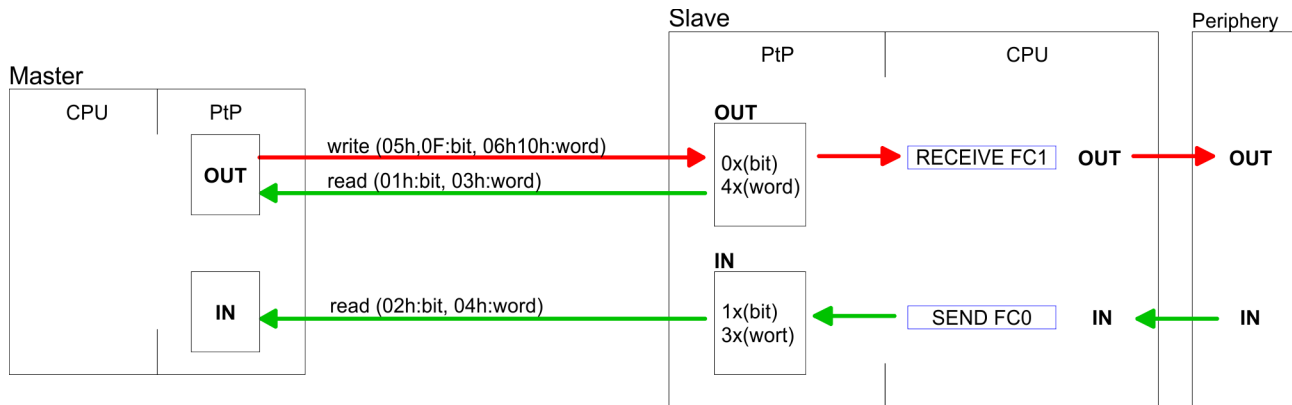 Slave
Periphery
PtP
CPU
Master
CPU
PtP
OUT
write (05h,0F:bit, 06h10h:word)
OUT
0x(bit)
4x(word)
RECEIVE FC1
OUT
OUT
read (01h:bit, 03h:word)
IN
IN
read (02h:bit, 04h:word)
1x(bit)
3x(wort)
SEND FC0
IN
IN